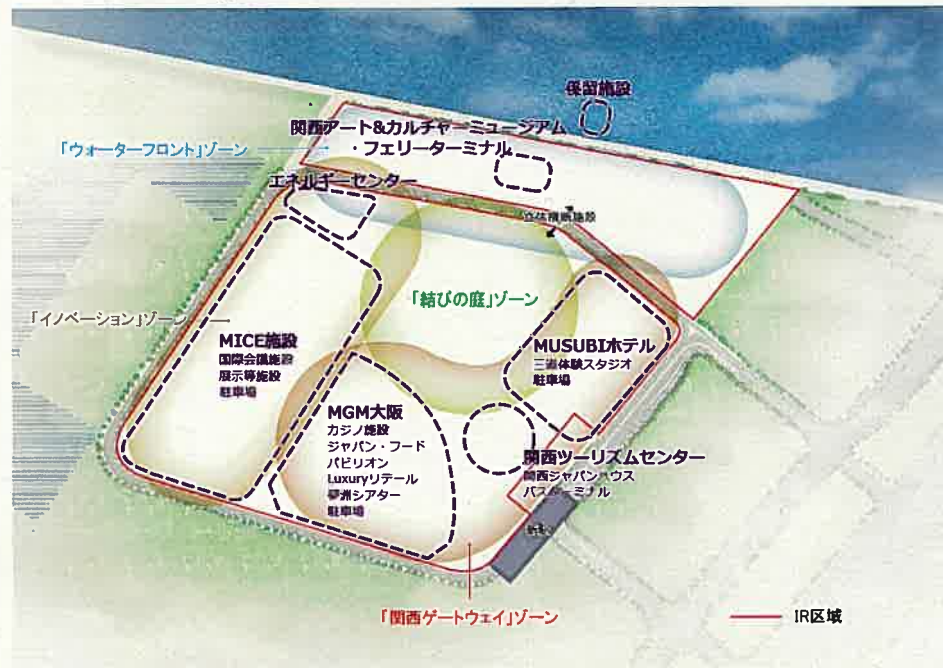 保留施設
関西アート&カルチャーミュージアム
・フェリーターミナル
「ウォーターフロント」ゾーン
エネルギーセンター
立体横断施設
「結びの庭」ゾーン
「イノベーション」ゾーン
MICE施設
国際会議施設
展示等施設
駐車場
MUSUBIホテル
三道体験スタジオ
駐車場
MGM大阪
カジノ施設
ジャパン・フード
パビリオン
Luxuryリテール
夢洲シアター
駐車場
関西ツーリズムセンター
関西ジャパンハウス
バスターミナル
「関西ゲートウェイ」ゾーン
IR区域